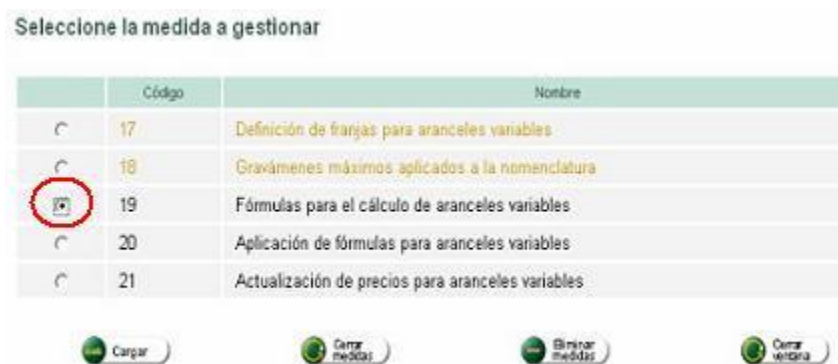 Seleccione la medida a gestionar
Código Nombre
17 Definición de franjas para aranceles variables
18 Gravámenes máximos aplicados a la nomenclatura
19 Fórmulas para el cálculo de aranceles variables
20 Aplicación de fórmulas para aranceles variables
21 Actualización de precios para aranceles variables
Cargar
Cerrar medidas
Eliminar medidas
Cerrar ventana